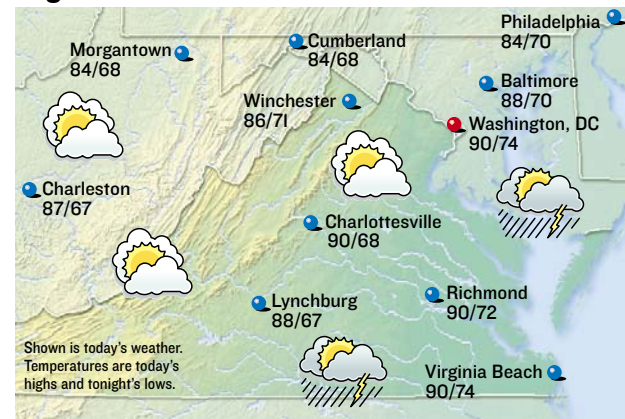 Philadelphia
84/70
Morgantown
84/68
Cumberland
84/68
Baltimore
88/70
Winchester
86/71
Washington, DC
90/74
Charleston
87/67
Charlottesville
90/68
Lynchburg
88/67
Richmond
90/72
Shown is today's weather.
Temperatures are today's
highs and tonight's lows.
Virginia Beach
90/74